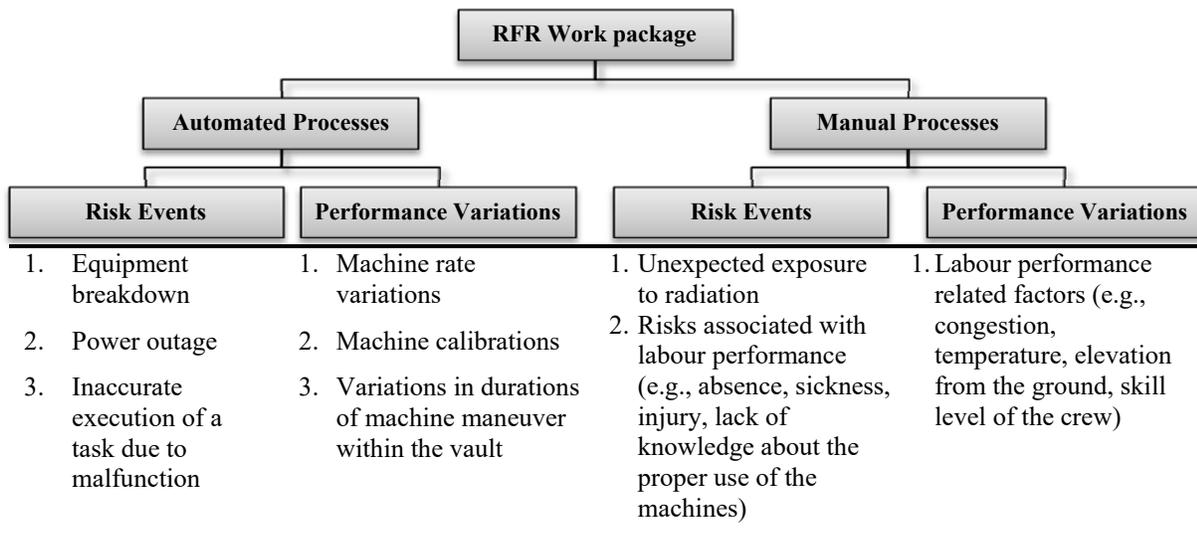 RFR Work package
Automated Processes
Manual Processes
Risk Events
Performance Variations
Risk Events
Performance Variations
1. Equipment
breakdown
2. Power outage
3. Inaccurate
execution of a
task due to
malfunction
1. Machine rate
variations
2. Machine calibrations
3. Variations in durations
of machine maneuver
within the vault
1. Unexpected exposure
to radiation
2. Risks associated with
labour performance
(e.g., absence, sickness,
injury, lack of
knowledge about the
proper use of the
machines)
1. Labour performance
related factors (e.g.,
congestion,
temperature, elevation
from the ground, skill
level of the crew)